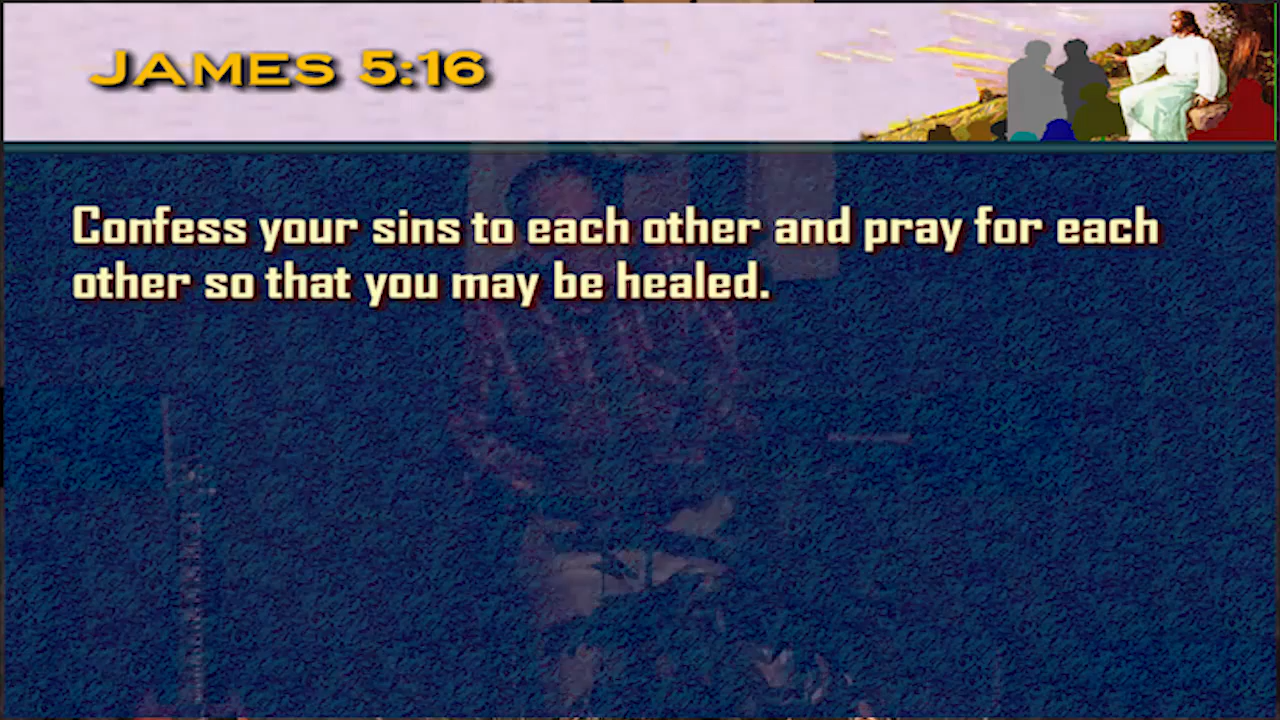 JAMES 5:16
Confess your sins to each other and pray for each
other so that you may be healed.